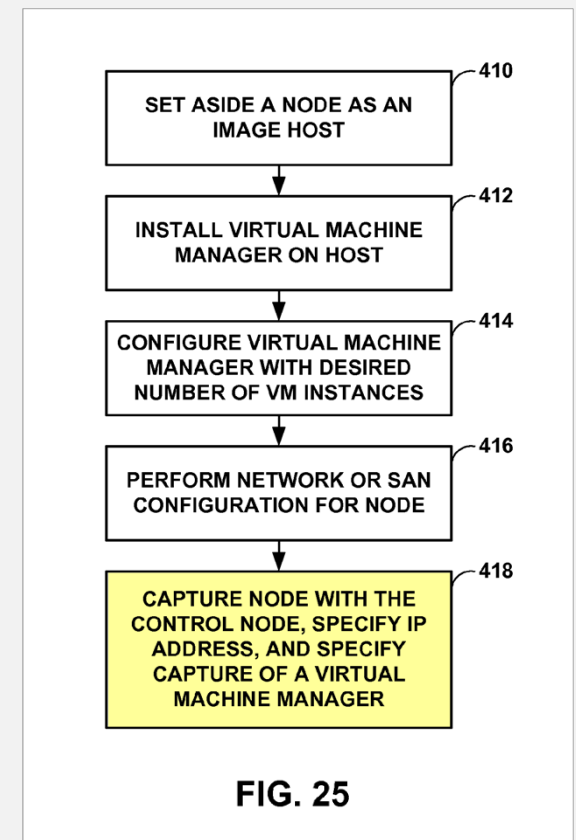 410
SET ASIDE A NODE AS AN
IMAGE HOST
412
INSTALL VIRTUAL MACHINE
MANAGER ON HOST
414
CONFIGURE VIRTUAL MACHINE
MANAGER WITH DESIRED
NUMBER OF VM INSTANCES
416
PERFORM NETWORK OR SAN
CONFIGURATION FOR NODE
418
CAPTURE NODE WITH THE
CONTROL NODE, SPECIFY IP
ADDRESS, AND SPECIFY
CAPTURE OF A VIRTUAL
MACHINE MANAGER
FIG. 25